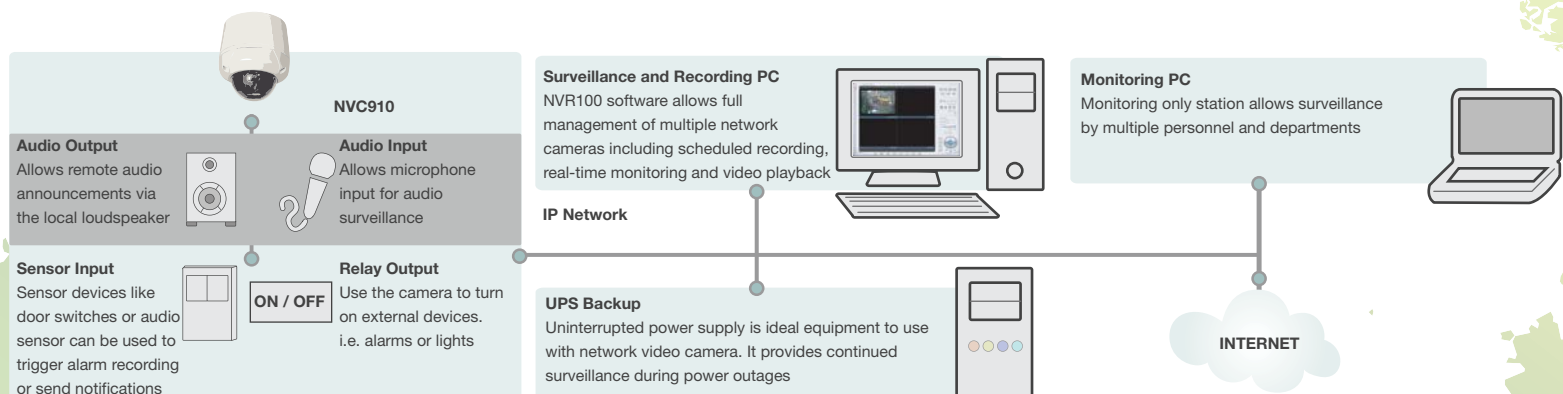 NVC910
Audio Output
Allows remote audio
announcements via
the local loudspeaker
Audio Input
Allows microphone
input for audio
surveillance
Sensor Input
Sensor devices like
door switches or audio
sensor can be used to
trigger alarm recording
or send notifications
ON / OFF
Relay Output
Use the camera to turn
on external devices.
i.e. alarms or lights
Surveillance and Recording PC
NVR100 software allows full
management of multiple network
cameras including scheduled recording,
real-time monitoring and video playback
IP Network
UPS Backup
Uninterrupted power supply is ideal equipment to use
with network video camera. It provides continued
surveillance during power outages
Monitoring PC
Monitoring only station allows surveillance
by multiple personnel and departments
INTERNET